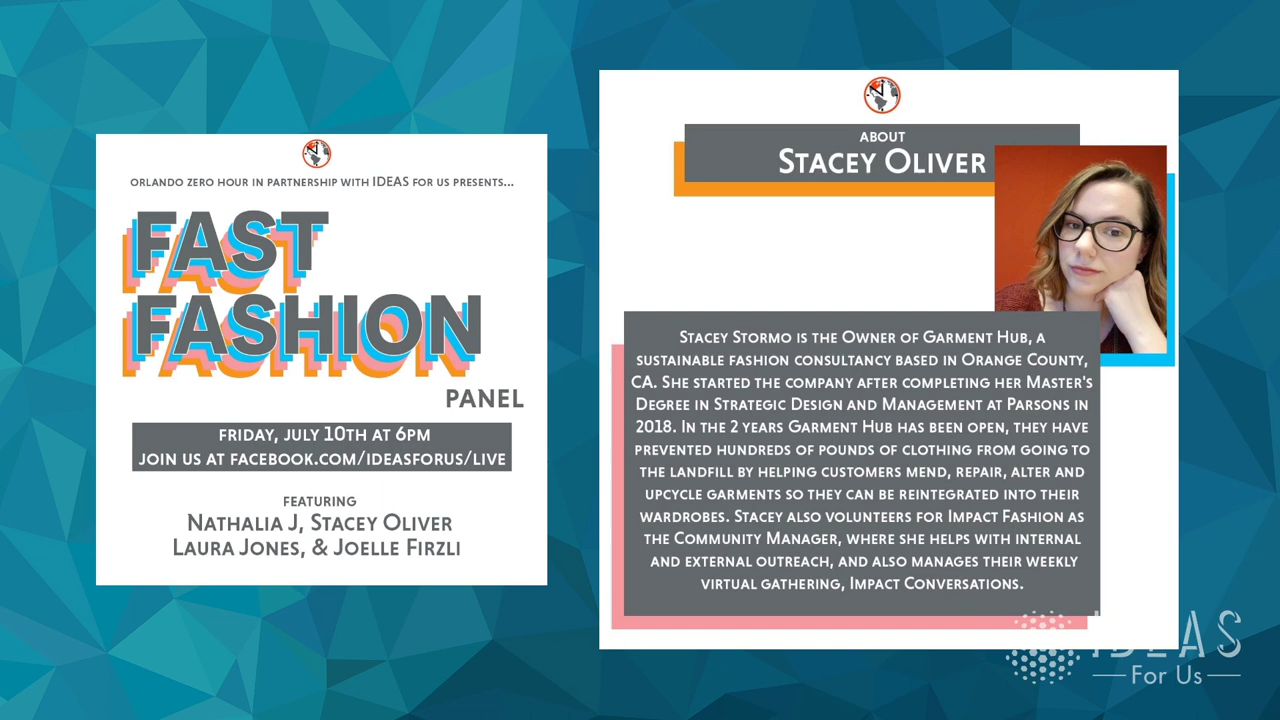 ORLANDO ZERO HOUR IN PARTNERSHIP WITH IDEAS FOR US PRESENTS...
FAST
FASHION
PANEL
FRIDAY, JULY 10TH AT 6PM
JOIN US AT FACEBOOK.COM/IDEASFORUS/LIVE
FEATURING
NATHALIA J, STACEY OLIVER
LAURA JONES, & JOELLE FIRZLI
ABOUT
STACEY OLIVER
STACEY STORMO IS THE OWNER OF GARMENT HUB, A
SUSTAINABLE FASHION CONSULTANCY BASED IN ORANGE COUNTY,
CA. SHE STARTED THE COMPANY AFTER COMPLETING HER MASTER'S
DEGREE IN STRATEGIC DESIGN AND MANAGEMENT AT PARSONS IN
2018. IN THE 2 YEARS GARMENT HUB HAS BEEN OPEN, THEY HAVE
PREVENTED HUNDREDS OF POUNDS OF CLOTHING FROM GOING TO
THE LANDFILL BY HELPING CUSTOMERS MEND, REPAIR, ALTER AND
UPCYCLE GARMENTS SO THEY CAN BE REINTEGRATED INTO THEIR
WARDROBES. STACEY ALSO VOLUNTEERS FOR IMPACT FASHION AS
THE COMMUNITY MANAGER, WHERE SHE HELPS WITH INTERNAL
AND EXTERNAL OUTREACH, AND ALSO MANAGES THEIR WEEKLY
VIRTUAL GATHERING, IMPACT CONVERSATIONS.
IDEAS
For Us